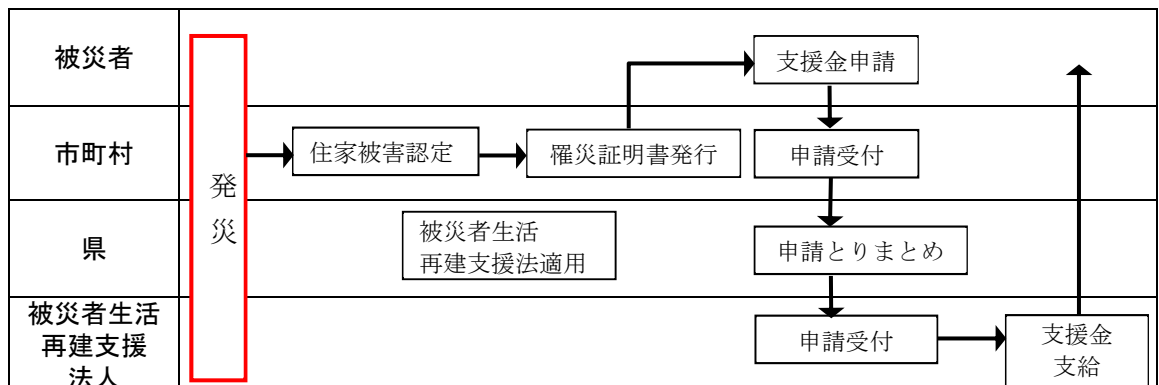 被災者
支援金申請
市町村
住家被害認定
罹災証明書発行
申請受付
発
災
県
被災者生活
再建支援法適用
申請とりまとめ
被災者生活
再建支援
法人
申請受付
支援金
支給